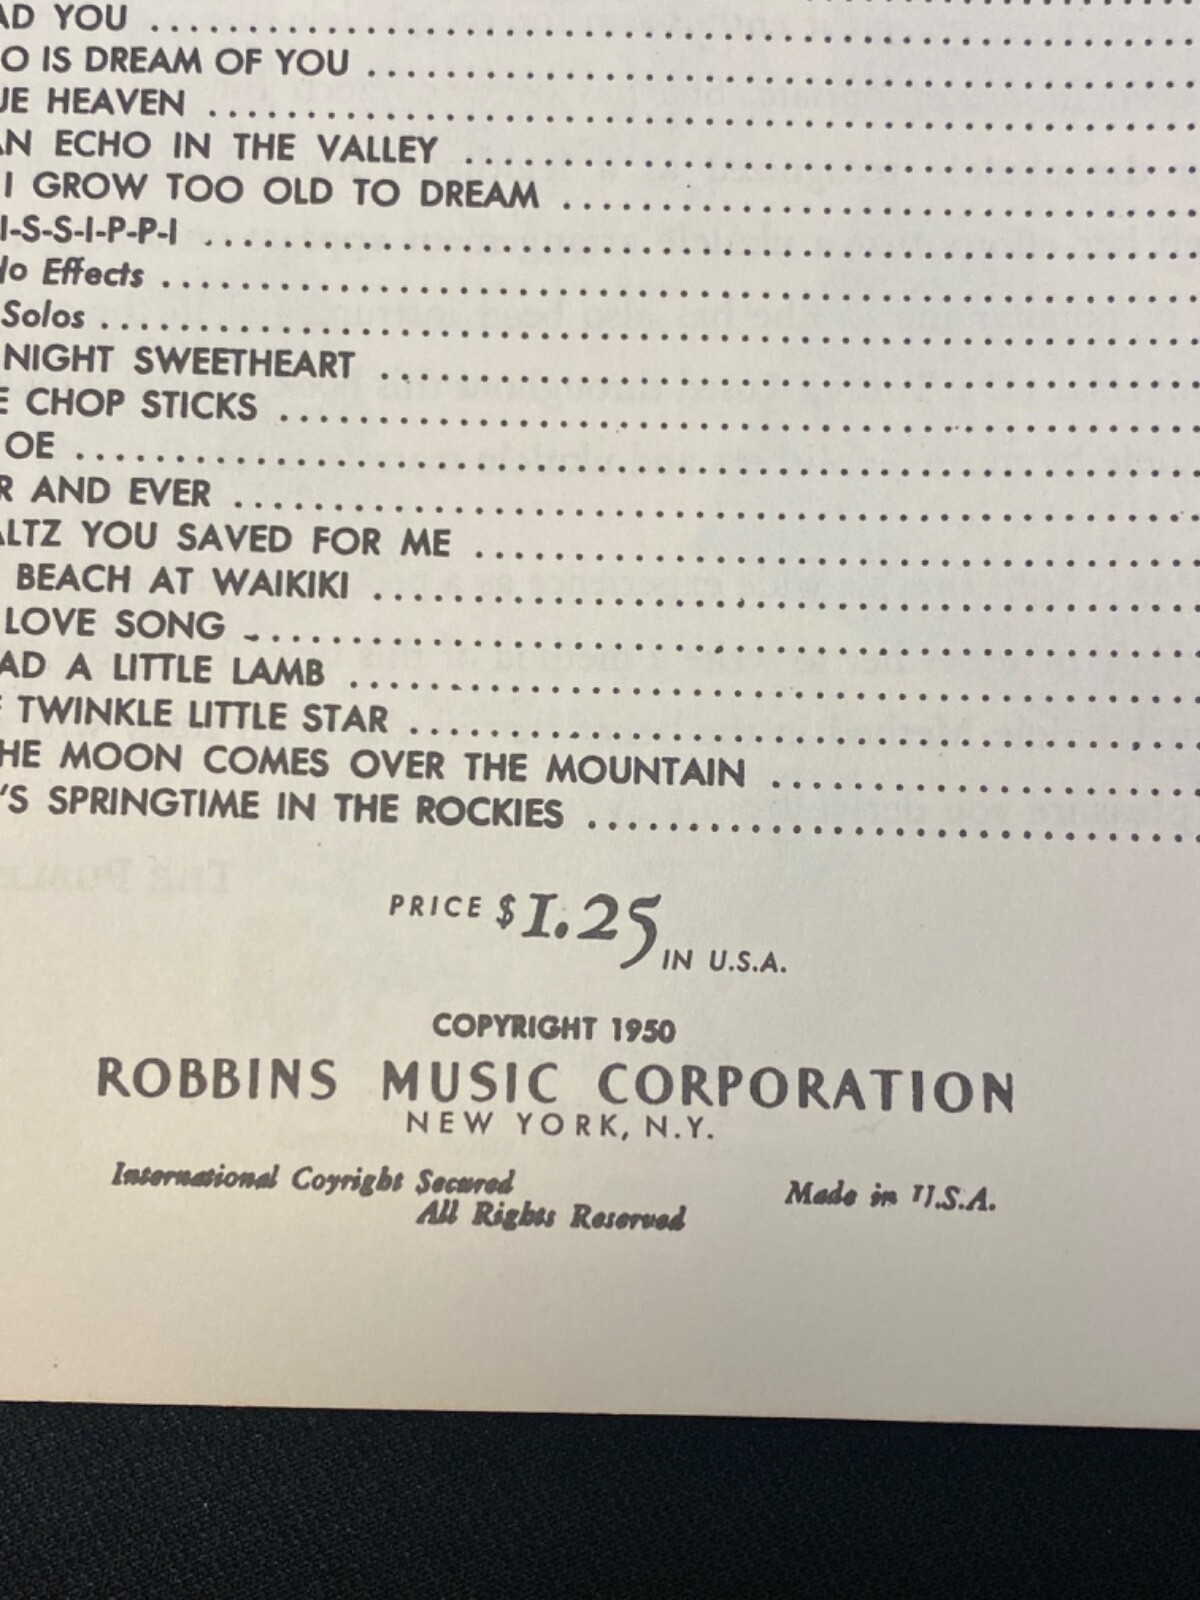 AD YOU
O IS DREAM OF YOU
UE HEAVEN
AN ECHO IN THE VALLEY
I GROW TOO OLD TO DREAM
I-S-S-I-P-P-I
lo Effects
Solos
NIGHT SWEETHEART
E CHOP STICKS
OE
R AND EVER
ALTZ YOU SAVED FOR ME
BEACH AT WAIKIKI
LOVE SONG
AD A LITTLE LAMB
TWINKLE LITTLE STAR
HE MOON COMES OVER THE MOUNTAIN
'S SPRINGTIME IN THE ROCKIES
PRICE $1.25 IN U.S.A.
COPYRIGHT 1950
ROBBINS MUSIC CORPORATION
NEW YORK, N.Y.
International Coyright Secured
All Rights Reserved
Made in U.S.A.